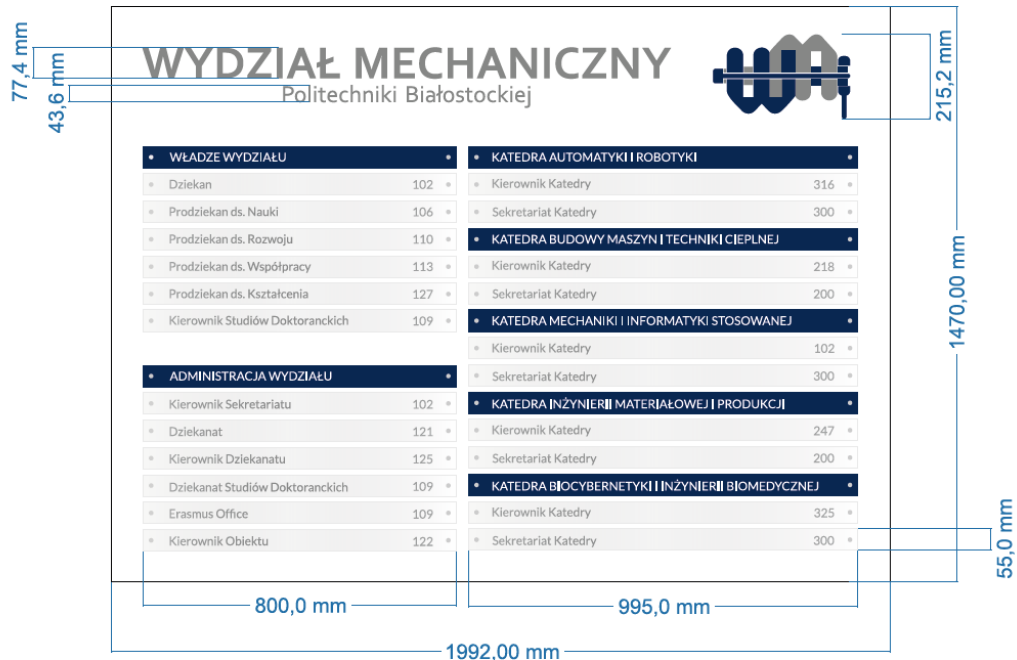 WYDZIAŁ MECHANICZNY
Politechniki Białostockiej
77,4 mm
43,6 mm
215,2 mm
WŁADZE WYDZIAŁU
Dziekan 102
Prodziekan ds. Nauki 106
Prodziekan ds. Rozwoju 110
Prodziekan ds. Współpracy 113
Prodziekan ds. Kształcenia 127
Kierownik Studiów Doktoranckich 109
ADMINISTRACJA WYDZIAŁU
Kierownik Sekretariatu 102
Dziekanat 121
Kierownik Dziekanatu 125
Dziekanat Studiów Doktoranckich 109
Erasmus Office 109
Kierownik Obiektu 122
KATEDRA AUTOMATYKI I ROBOTYKI
Kierownik Katedry 316
Sekretariat Katedry 300
KATEDRA BUDOWY MASZYN I TECHNIKI CIEPLNEJ
Kierownik Katedry 218
Sekretariat Katedry 200
KATEDRA MECHANIKI I INFORMATYKI STOSOWANEJ
Kierownik Katedry 102
Sekretariat Katedry 300
KATEDRA INŻYNIERII MATERIAŁOWEJ I PRODUKCJI
Kierownik Katedry 247
Sekretariat Katedry 200
KATEDRA BIOCYBERNETYKI I INŻYNIERII BIOMEDYCZNEJ
Kierownik Katedry 325
Sekretariat Katedry 300
1470,00 mm
55,0 mm
800,0 mm
995,0 mm
1992,00 mm